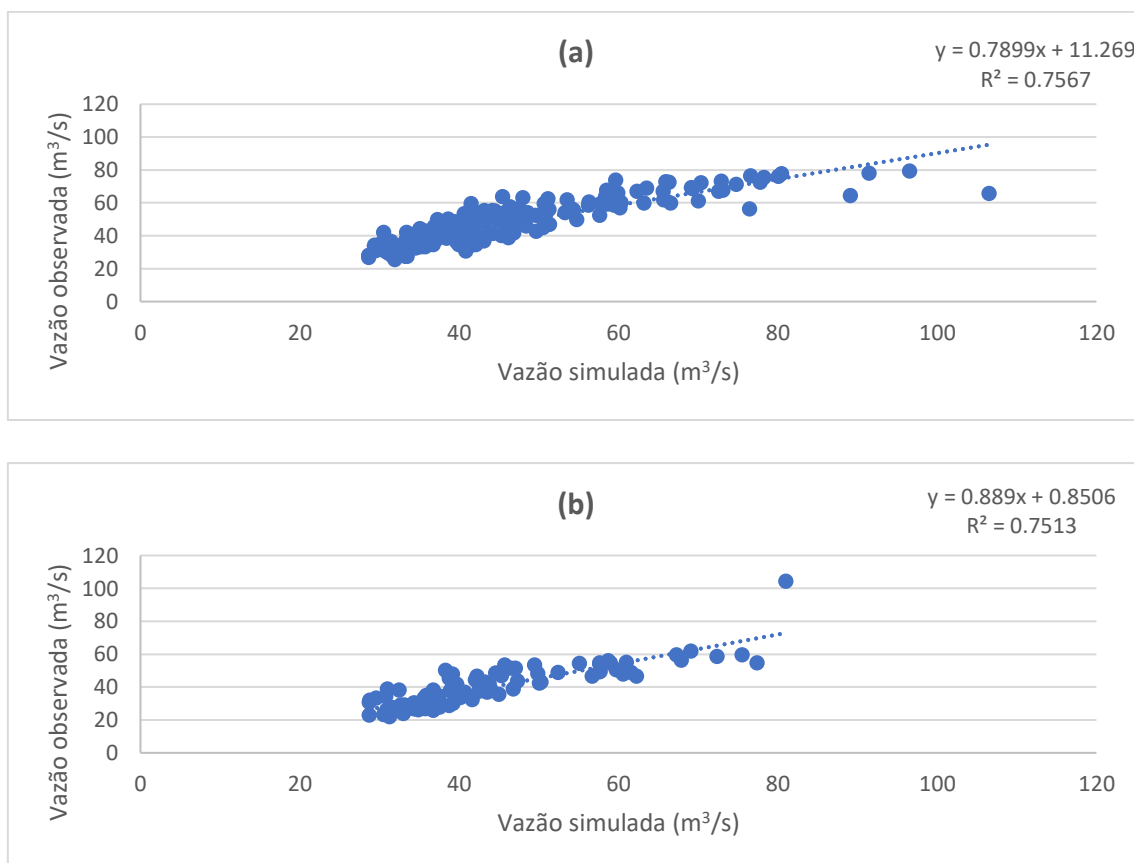 (a)
y = 0.7899x + 11.269
R² = 0.7567
Vazão observada (m³/s)
120
100
80
60
40
20
0
0 20 40 60 80 100 120
Vazão simulada (m³/s)
(b)
y = 0.889x + 0.8506
R² = 0.7513
Vazão observada (m³/s)
120
100
80
60
40
20
0
0 20 40 60 80 100 120
Vazão simulada (m³/s)